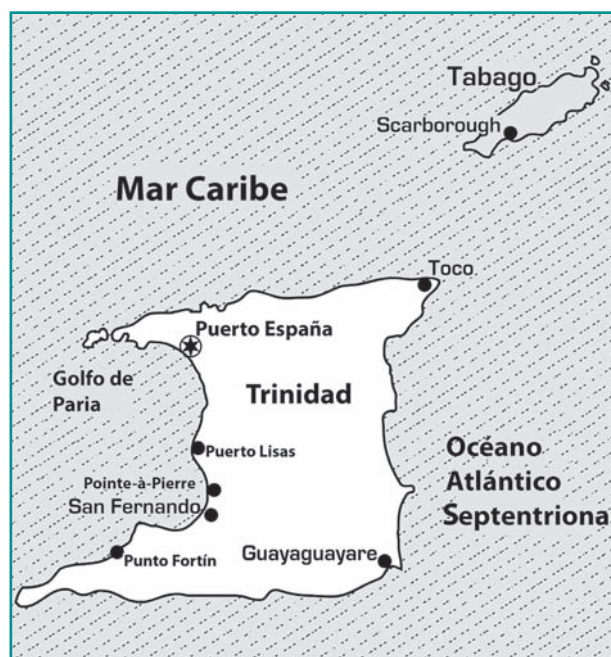 Tabago
Scarborough
Mar Caribe
Toco
Puerto España
Golfo de
Paria
Trinidad
Puerto Lisas
Océano
Atlántico
Septentriona
Pointe-à-Pierre
San Fernando
Guayaguayare
Punto Fortín